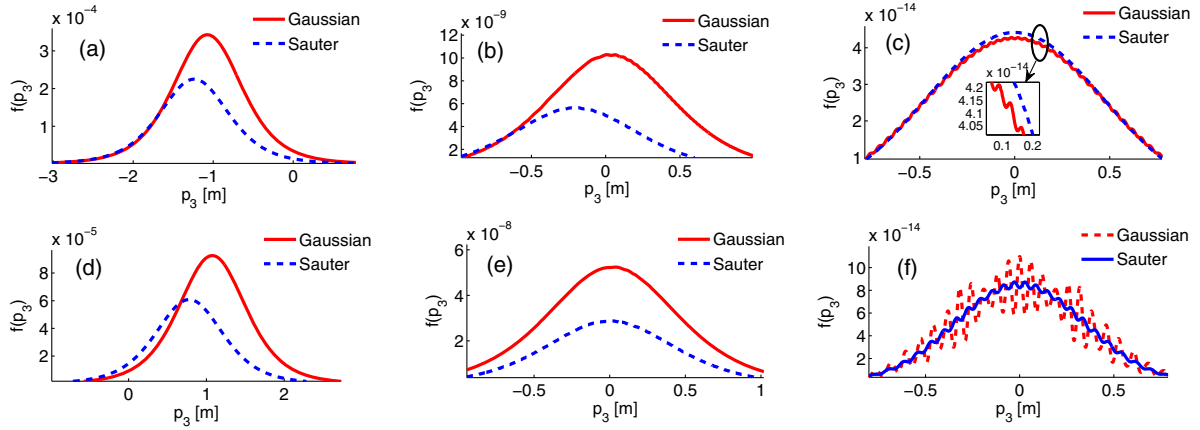 x 10⁻⁴
(a)
Gaussian
Sauter
f(p₃)
3
2
1
−3
−2
−1
0
p₃ [m]
x 10⁻⁹
(b)
Gaussian
Sauter
f(p₃)
12
10
8
6
4
2
−0.5
0
0.5
p₃ [m]
x 10⁻¹⁴
(c)
Gaussian
Sauter
f(p₃)
4
3
2
1
x 10⁻¹⁴
4.2
4.15
4.1
4.05
0.1
0.2
−0.5
0
0.5
p₃ [m]
x 10⁻⁵
(d)
Gaussian
Sauter
f(p₃)
8
6
4
2
0
1
2
p₃ [m]
x 10⁻⁸
(e)
Gaussian
Sauter
f(p₃)
6
4
2
−0.5
0
0.5
1
p₃ [m]
x 10⁻¹⁴
(f)
Gaussian
Sauter
f(p₃)
10
8
6
4
2
−0.5
0
0.5
p₃ [m]